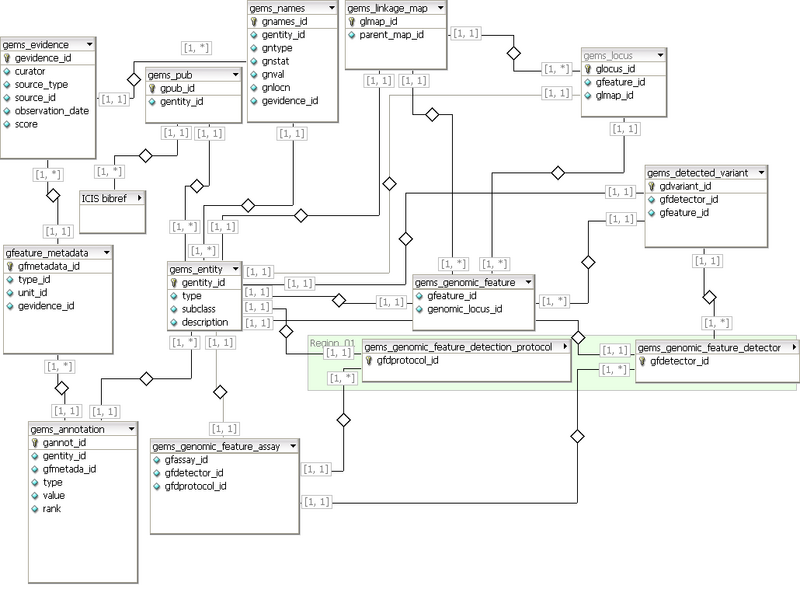 gems_names
gnames_id
gentity_id
gntype
gnstat
gnval
gnlocn
gevidence_id
gems_linkage_map
glmap_id
parent_map_id
gems_evidence
gevidence_id
curator
source_type
source_id
observation_date
score
gems_pub
gpub_id
gentity_id
gems_locus
glocus_id
gfeature_id
glmap_id
ICIS bibref
gems_detected_variant
gdvariant_id
gfdetector_id
gfeature_id
gfeature_metadata
gfmetadata_id
type_id
unit_id
gevidence_id
gems_entity
gentity_id
type
subclass
description
gems_genomic_feature
gfeature_id
genomic_locus_id
Region_01
gems_genomic_feature_detection_protocol
gfdprotocol_id
gems_genomic_feature_detector
gfdetector_id
gems_annotation
gannot_id
gentity_id
gfmetada_id
type
value
rank
gems_genomic_feature_assay
gfassay_id
gfdetector_id
gfdprotocol_id
[1, *]
[1, 1]
[1, 1]
[1, *]
[1, 1]
[1, 1]
[1, 1]
[1, 1]
[1, 1]
[1, 1]
[1, 1]
[1, 1]
[1, *]
[1, *]
[1, 1]
[1, *]
[1, 1]
[1, 1]
[1, 1]
[1, *]
[1, 1]
[1, *]
[1, *]
[1, 1]
[1, 1]
[1, 1]
[1, 1]
[1, *]
[1, *]
[1, 1]
[1, 1]
[1, *]
[1, *]
[1, 1]
[1, 1]
[1, 1]
[1, *]
[1, *]
[1, *]
[1, 1]
[1, 1]
[1, 1]
[1, 1]
[1, 1]